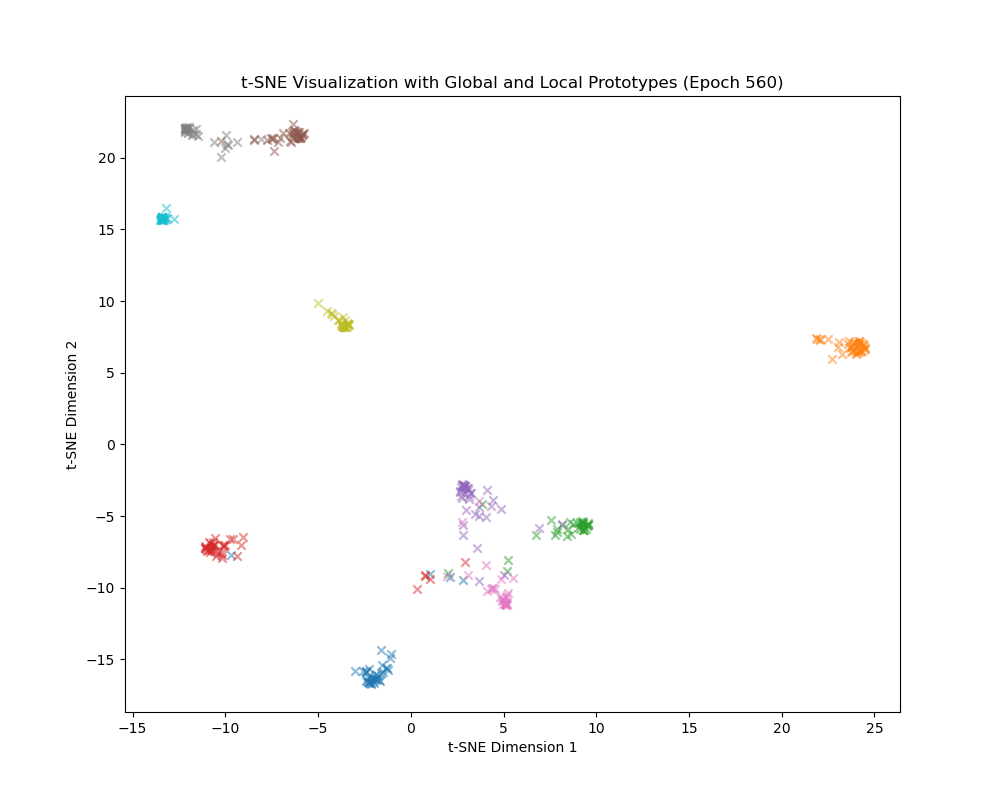 t-SNE Visualization with Global and Local Prototypes (Epoch 560)
20
15
10
5
0
−5
−10
−15
t-SNE Dimension 2
−15 −10 −5 0 5 10 15 20 25
t-SNE Dimension 1